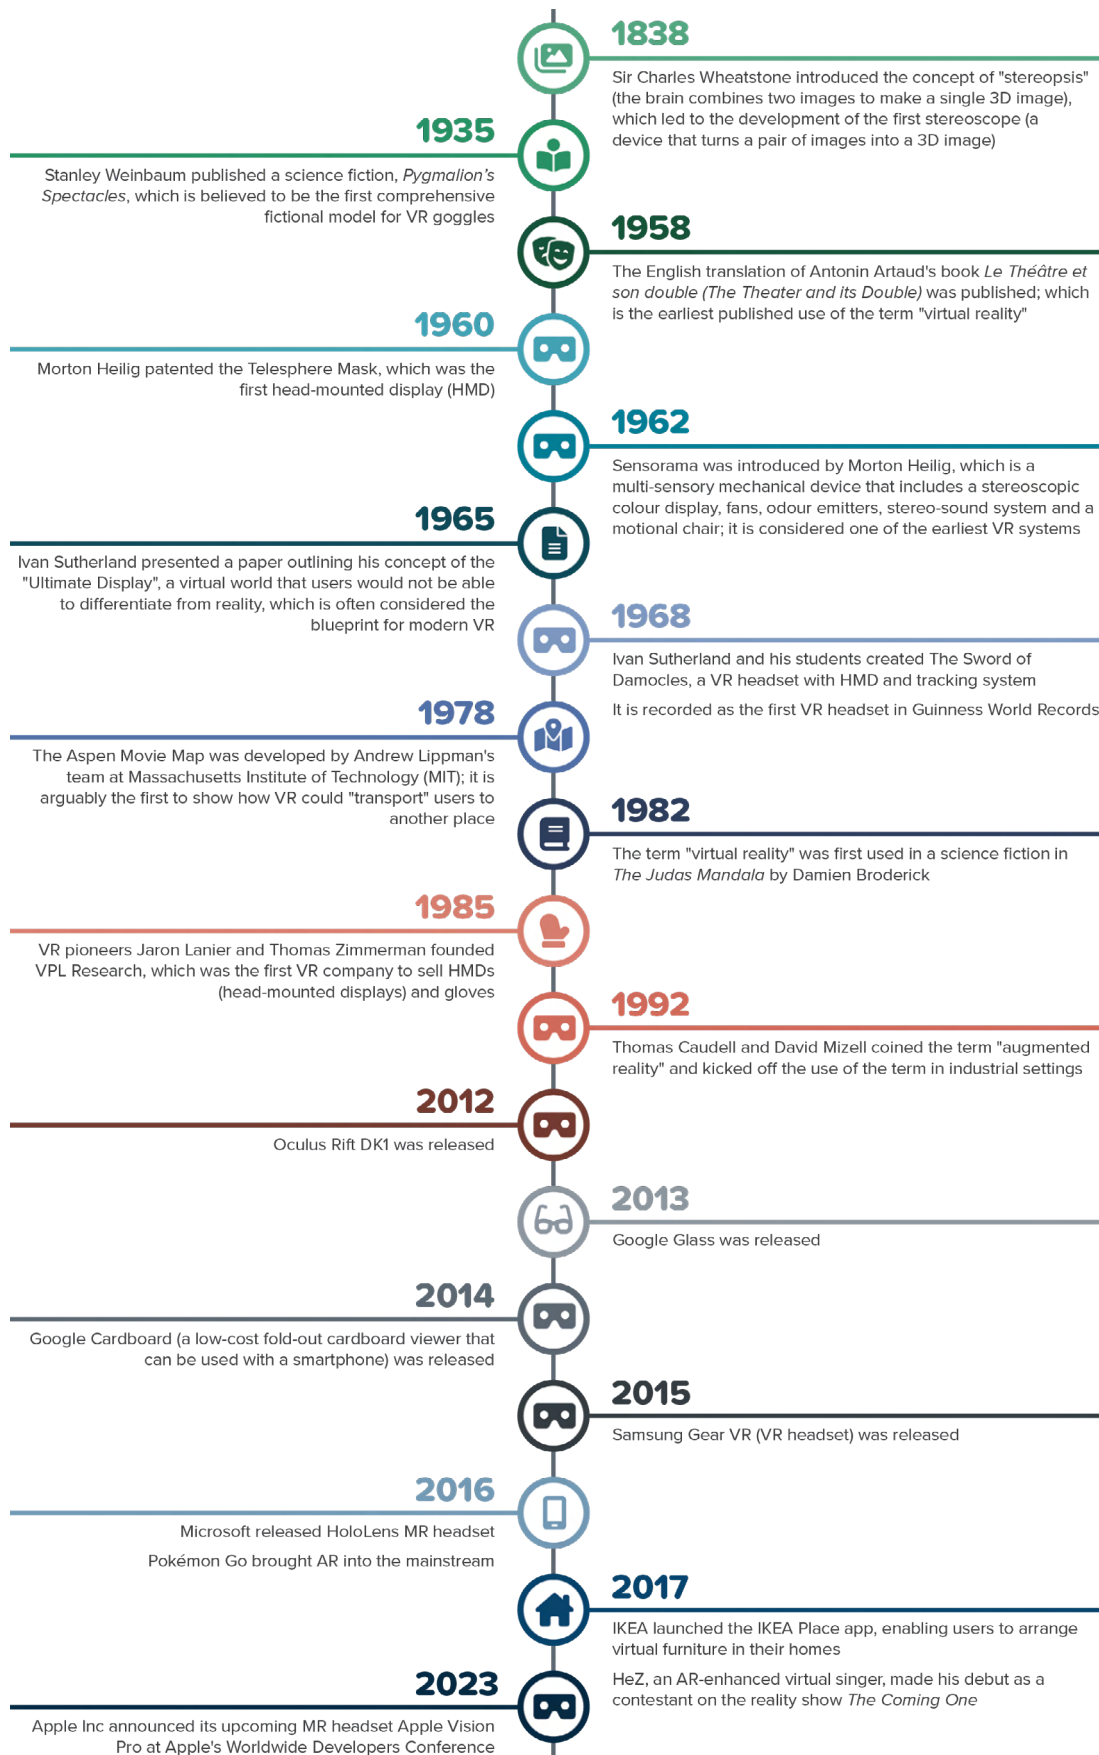 1838
Sir Charles Wheatstone introduced the concept of "stereopsis"
(the brain combines two images to make a single 3D image),
which led to the development of the first stereoscope (a
device that turns a pair of images into a 3D image)
1935
Stanley Weinbaum published a science fiction, Pygmalion's
Spectacles, which is believed to be the first comprehensive
fictional model for VR goggles
1958
The English translation of Antonin Artaud's book Le Théâtre et
son double (The Theater and its Double) was published; which
is the earliest published use of the term "virtual reality"
1960
Morton Heilig patented the Telesphere Mask, which was the
first head-mounted display (HMD)
1962
Sensorama was introduced by Morton Heilig, which is a
multi-sensory mechanical device that includes a stereoscopic
colour display, fans, odour emitters, stereo-sound system and a
motional chair; it is considered one of the earliest VR systems
1965
Ivan Sutherland presented a paper outlining his concept of the
"Ultimate Display", a virtual world that users would not be able
to differentiate from reality, which is often considered the
blueprint for modern VR
1968
Ivan Sutherland and his students created The Sword of
Damocles, a VR headset with HMD and tracking system
It is recorded as the first VR headset in Guinness World Records
1978
The Aspen Movie Map was developed by Andrew Lippman's
team at Massachusetts Institute of Technology (MIT); it is
arguably the first to show how VR could "transport" users to
another place
1982
The term "virtual reality" was first used in a science fiction in
The Judas Mandala by Damien Broderick
1985
VR pioneers Jaron Lanier and Thomas Zimmerman founded
VPL Research, which was the first VR company to sell HMDs
(head-mounted displays) and gloves
1992
Thomas Caudell and David Mizell coined the term "augmented
reality" and kicked off the use of the term in industrial settings
2012
Oculus Rift DK1 was released
2013
Google Glass was released
2014
Google Cardboard (a low-cost fold-out cardboard viewer that
can be used with a smartphone) was released
2015
Samsung Gear VR (VR headset) was released
2016
Microsoft released HoloLens MR headset
Pokémon Go brought AR into the mainstream
2017
IKEA launched the IKEA Place app, enabling users to arrange
virtual furniture in their homes
HeZ, an AR-enhanced virtual singer, made his debut as a
contestant on the reality show The Coming One
2023
Apple Inc announced its upcoming MR headset Apple Vision
Pro at Apple's Worldwide Developers Conference